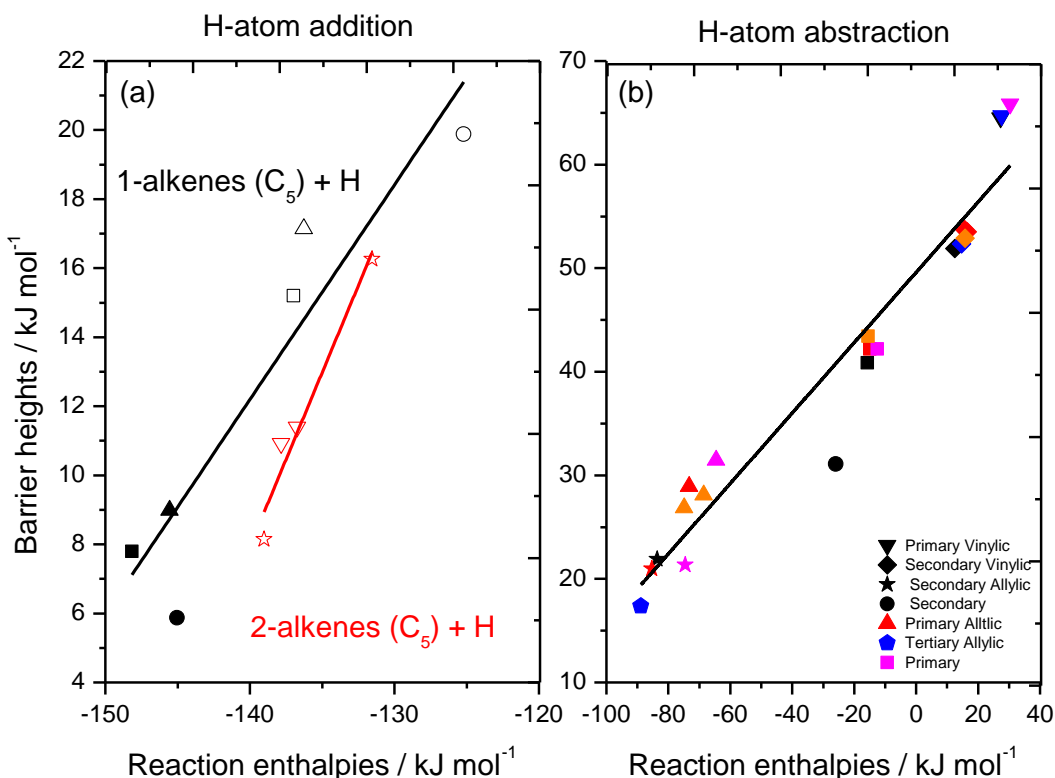 H-atom addition
H-atom abstraction
(a)
(b)
1-alkenes (C₅) + H
2-alkenes (C₅) + H
Barrier heights / kJ mol⁻¹
22
20
18
16
14
12
10
8
6
4
-150
-140
-130
-120
Reaction enthalpies / kJ mol⁻¹
70
60
50
40
30
20
10
Primary Vinylic
Secondary Vinylic
Secondary Allylic
Secondary
Primary Alltlic
Tertiary Allylic
Primary
-100
-80
-60
-40
-20
0
20
40
Reaction enthalpies / kJ mol⁻¹